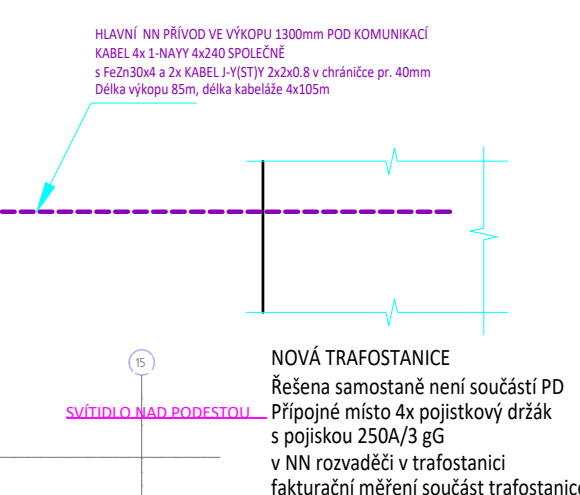 HLAVNÍ NN PŘÍVOD VE VÝKOPU 1300mm POD KOMUNIKACÍ
KABEL 4x 1-NAYY 4x240 SPOLEČNĚ
s FeZn30x4 a 2x KABEL J-Y(ST)Y 2x2x0.8 v chráničce pr. 40mm
Délka výkopu 85m, délka kabeláže 4x105m
15
SVÍTIDLO NAD PODESTOU
NOVÁ TRAFOSTANICE
Řešena samostaně není součástí PD
Přípojné místo 4x pojistkový držák
s pojiskou 250A/3 gG
v NN rozvaděči v trafostanici
fakturační měření součást trafostanice